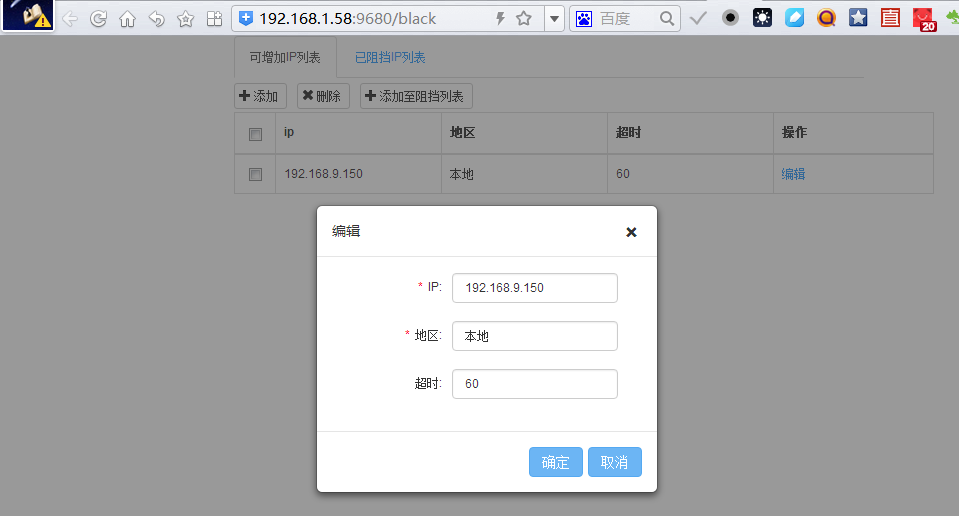 192.168.1.58:9680/black
百度
20
可增加IP列表 已阻挡IP列表
添加 删除 添加至阻挡列表
ip 地区 超时 操作
192.168.9.150 本地 60 编辑
编辑
* IP: 192.168.9.150
* 地区: 本地
超时: 60
确定 取消